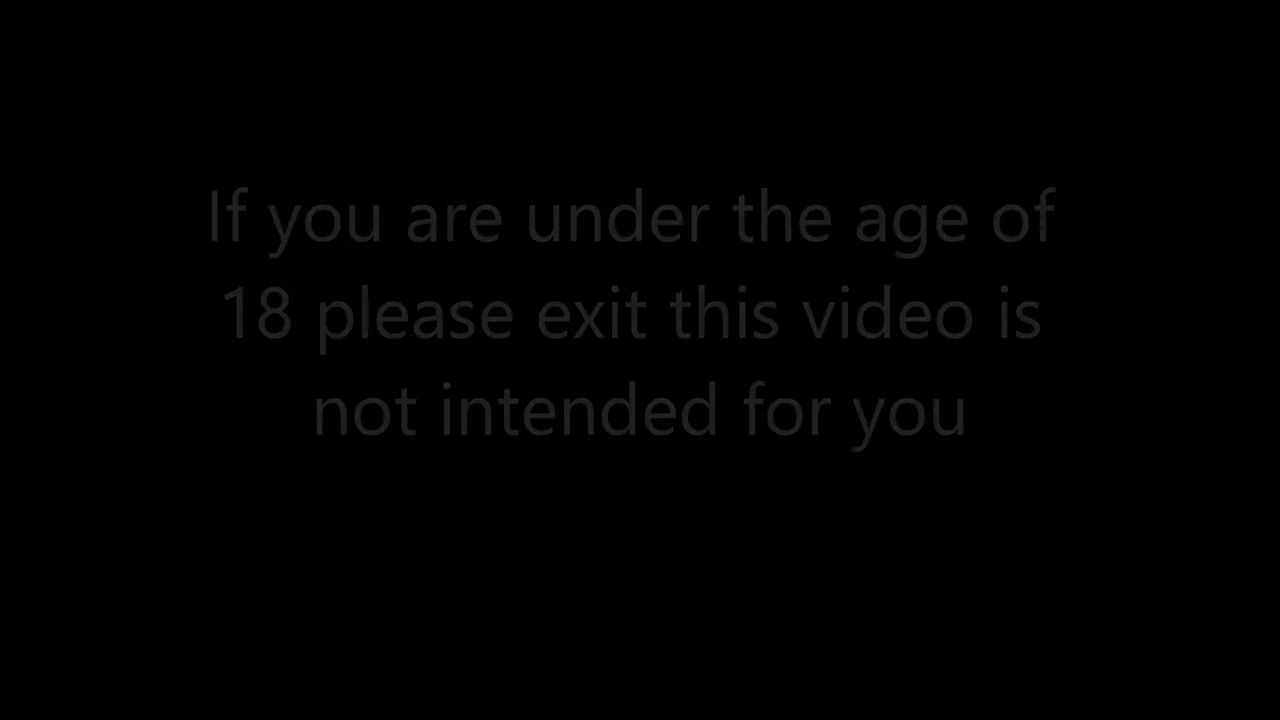 If you are under the age of
18 please exit this video is
not intended for you